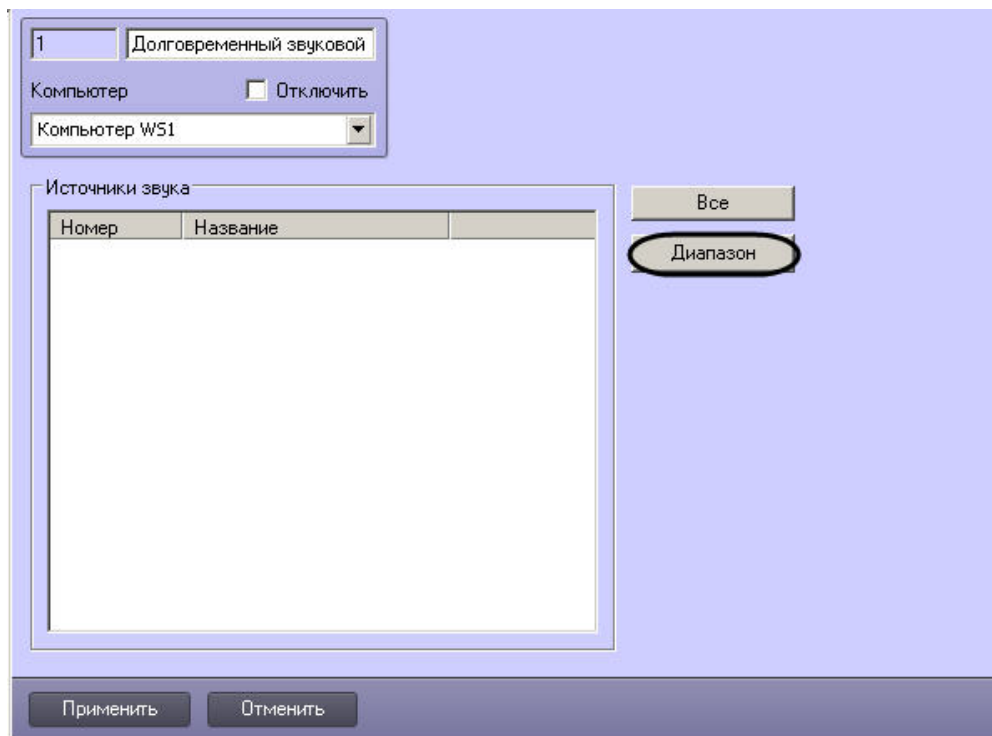 1 Долговременный звуковой
Компьютер Отключить
Компьютер WS1
Источники звука
Все
Номер Название
Диапазон
Применить Отменить